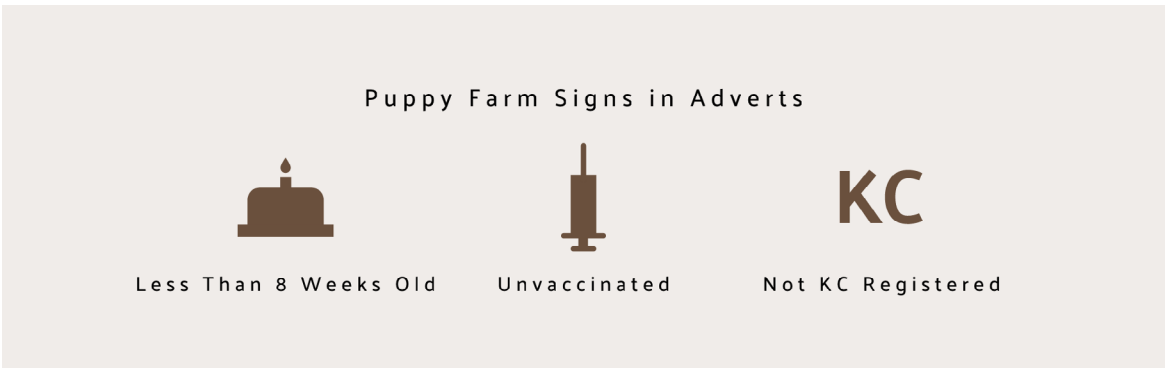 Puppy Farm Signs in Adverts
KC
Less Than 8 Weeks Old
Unvaccinated
Not KC Registered